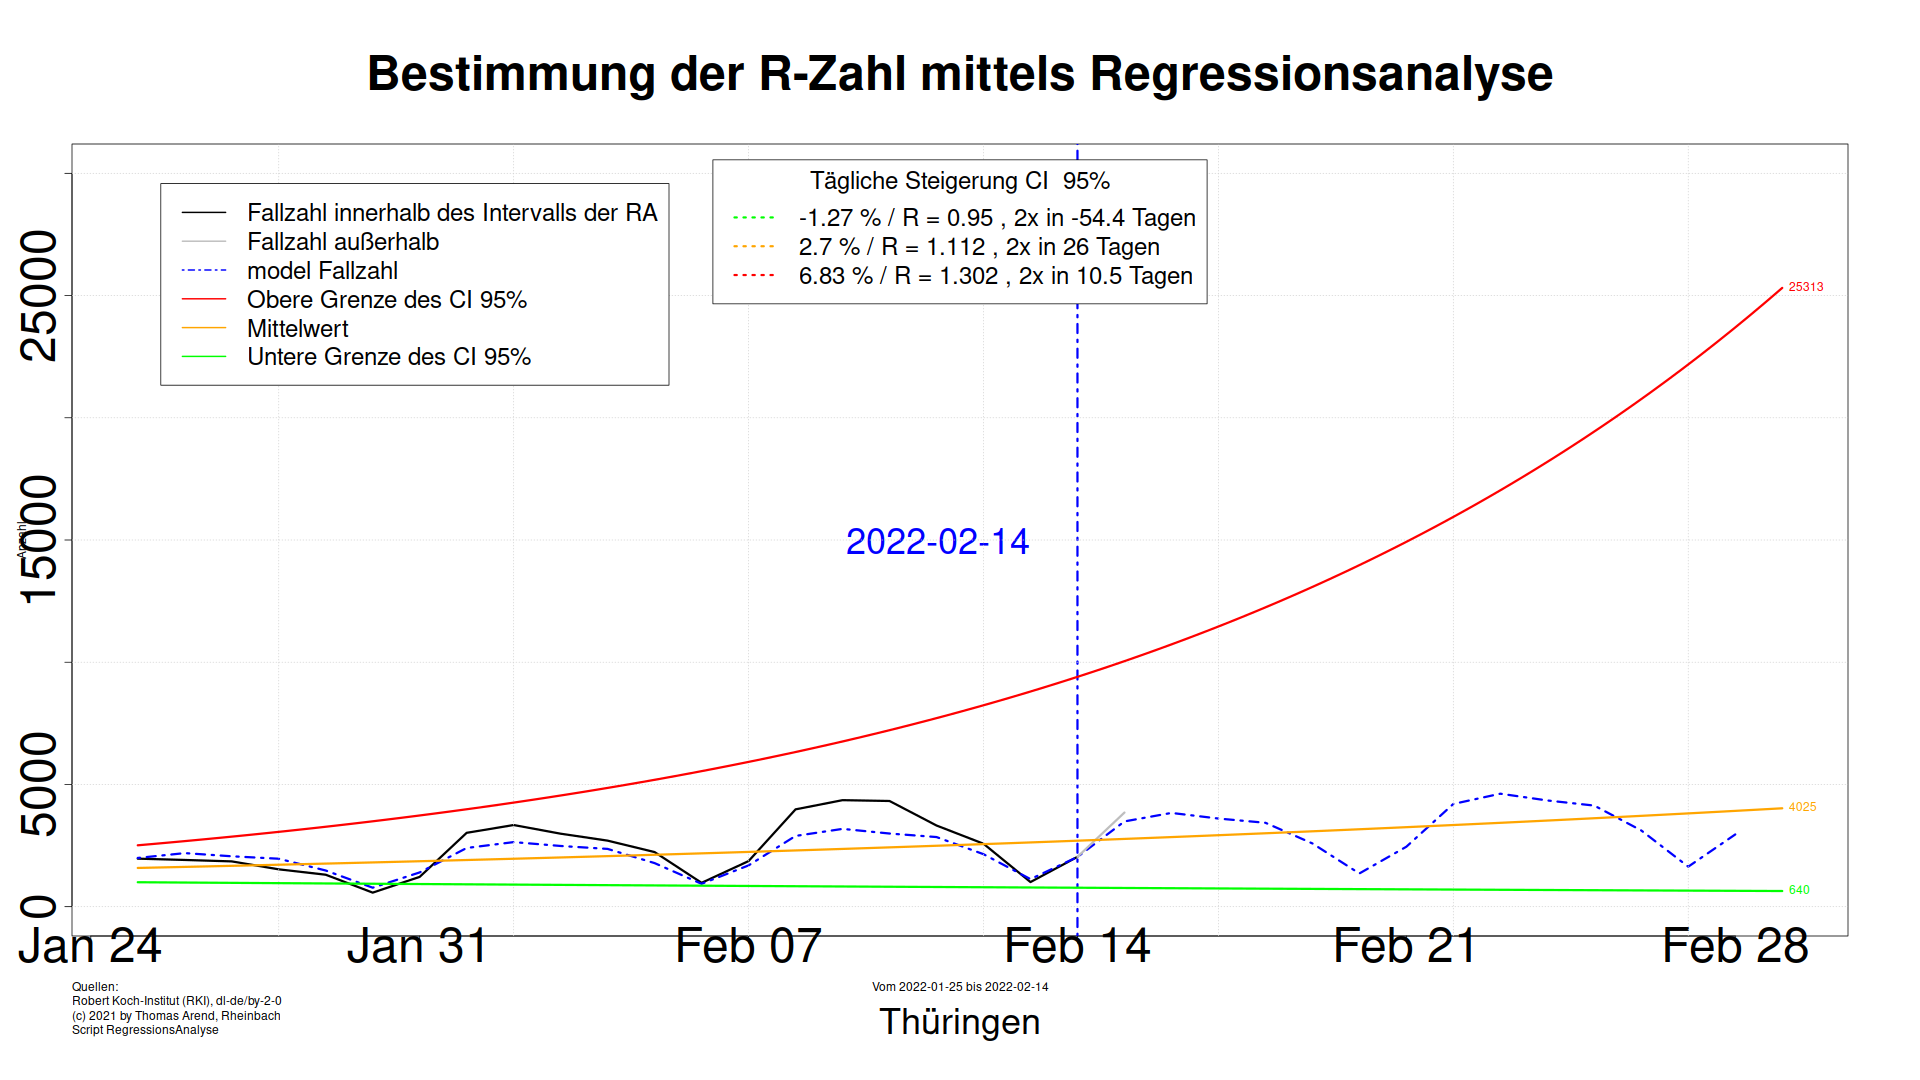 Bestimmung der R-Zahl mittels Regressionsanalyse
Fallzahl innerhalb des Intervalls der RA
Fallzahl außerhalb
model Fallzahl
Obere Grenze des CI 95%
Mittelwert
Untere Grenze des CI 95%
Tägliche Steigerung CI  95%
-1.27 % / R = 0.95 , 2x in -54.4 Tagen
2.7 % / R = 1.112 , 2x in 26 Tagen
6.83 % / R = 1.302 , 2x in 10.5 Tagen
25313
25000
2022-02-14
15000
Anzahl
5000
4025
640
0
Jan 24 Jan 31 Feb 07 Feb 14 Feb 21 Feb 28
Vom 2022-01-25 bis 2022-02-14
Thüringen
Quellen:
Robert Koch-Institut (RKI), dl-de/by-2-0
(c) 2021 by Thomas Arend, Rheinbach
Script RegressionsAnalyse